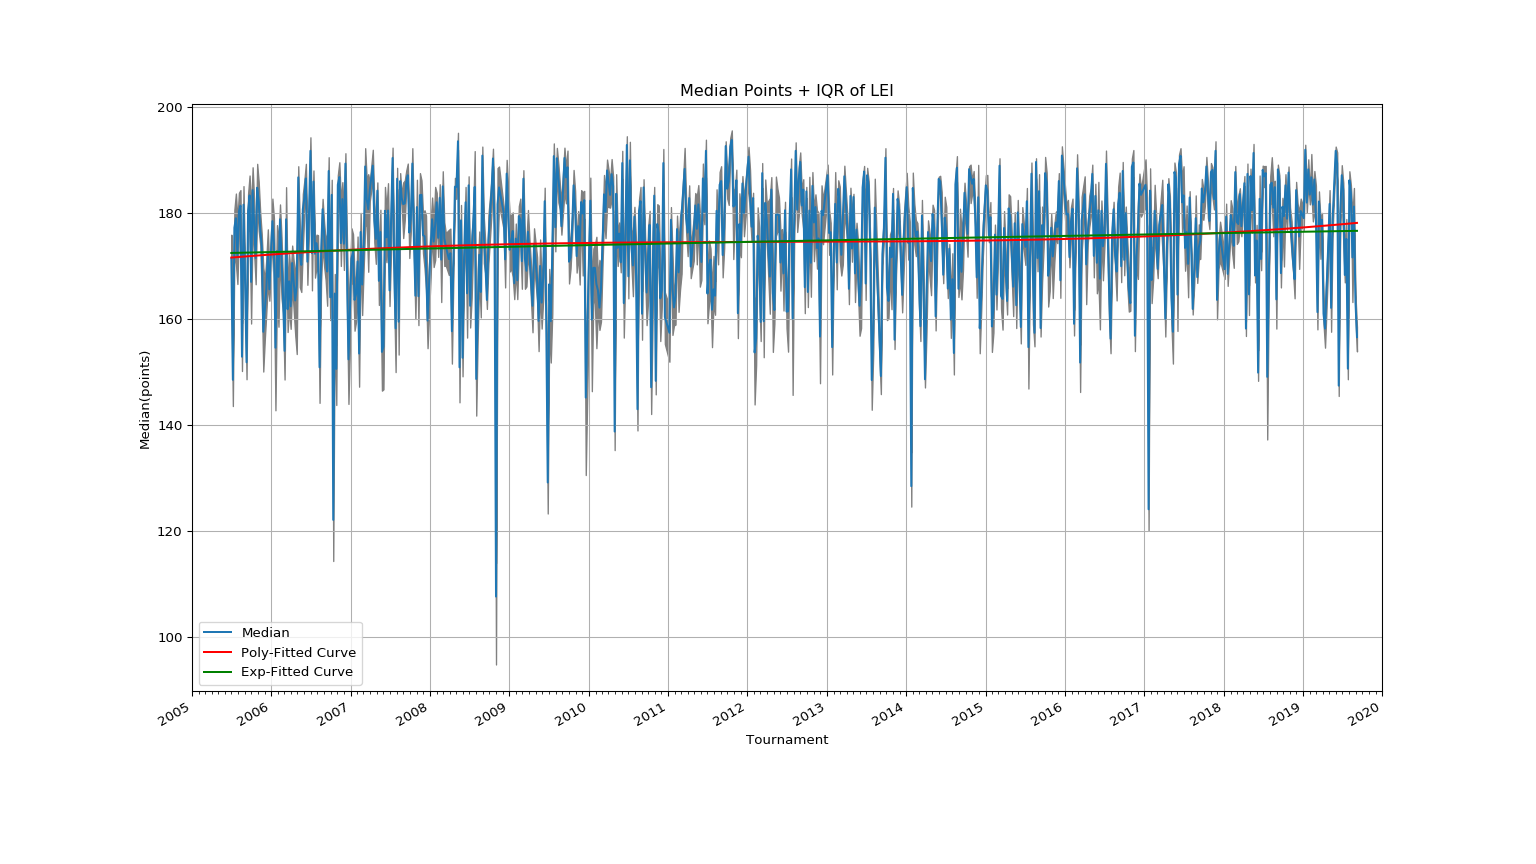 Median Points + IQR of LEI
200
180
160
140
120
100
Median(points)
Median
Poly-Fitted Curve
Exp-Fitted Curve
2005 2006 2007 2008 2009 2010 2011 2012 2013 2014 2015 2016 2017 2018 2019 2020
Tournament